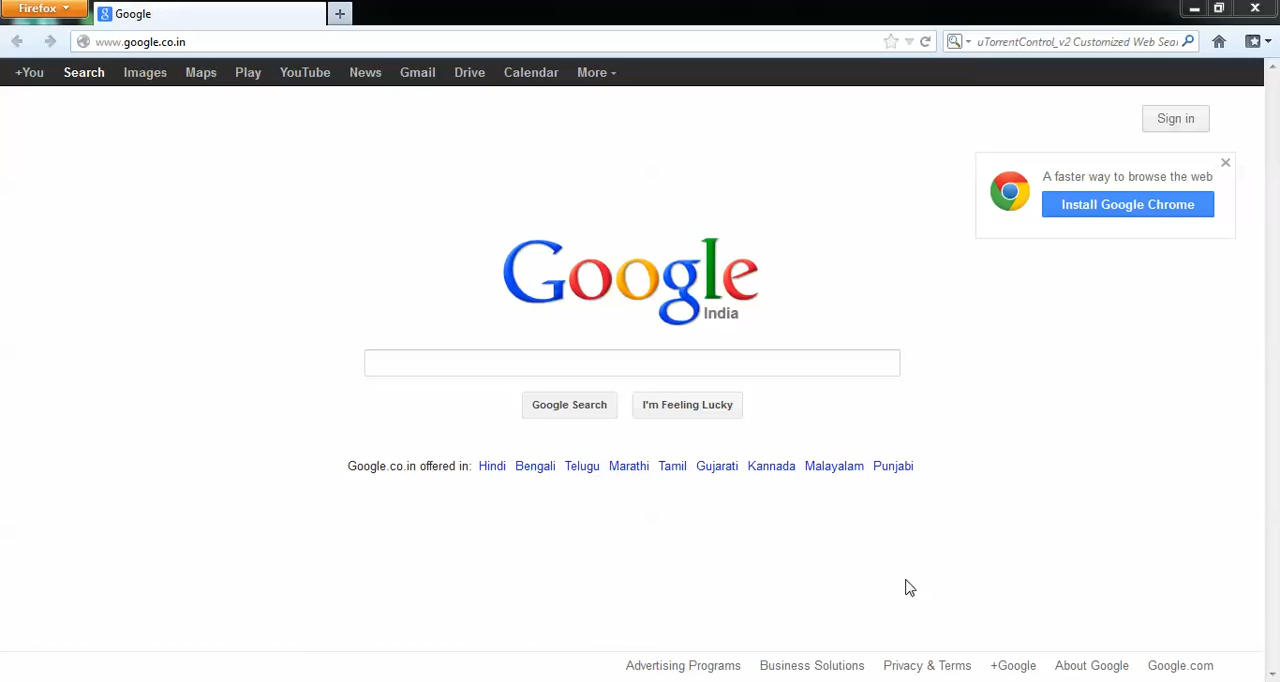 Firefox
Google
www.google.co.in
uTorrentControl_v2 Customized Web Sear
+You Search Images Maps Play YouTube News Gmail Drive Calendar More
Sign in
A faster way to browse the web
Install Google Chrome
Google
India
Google Search I'm Feeling Lucky
Google.co.in offered in: Hindi Bengali Telugu Marathi Tamil Gujarati Kannada Malayalam Punjabi
Advertising Programs Business Solutions Privacy & Terms +Google About Google Google.com